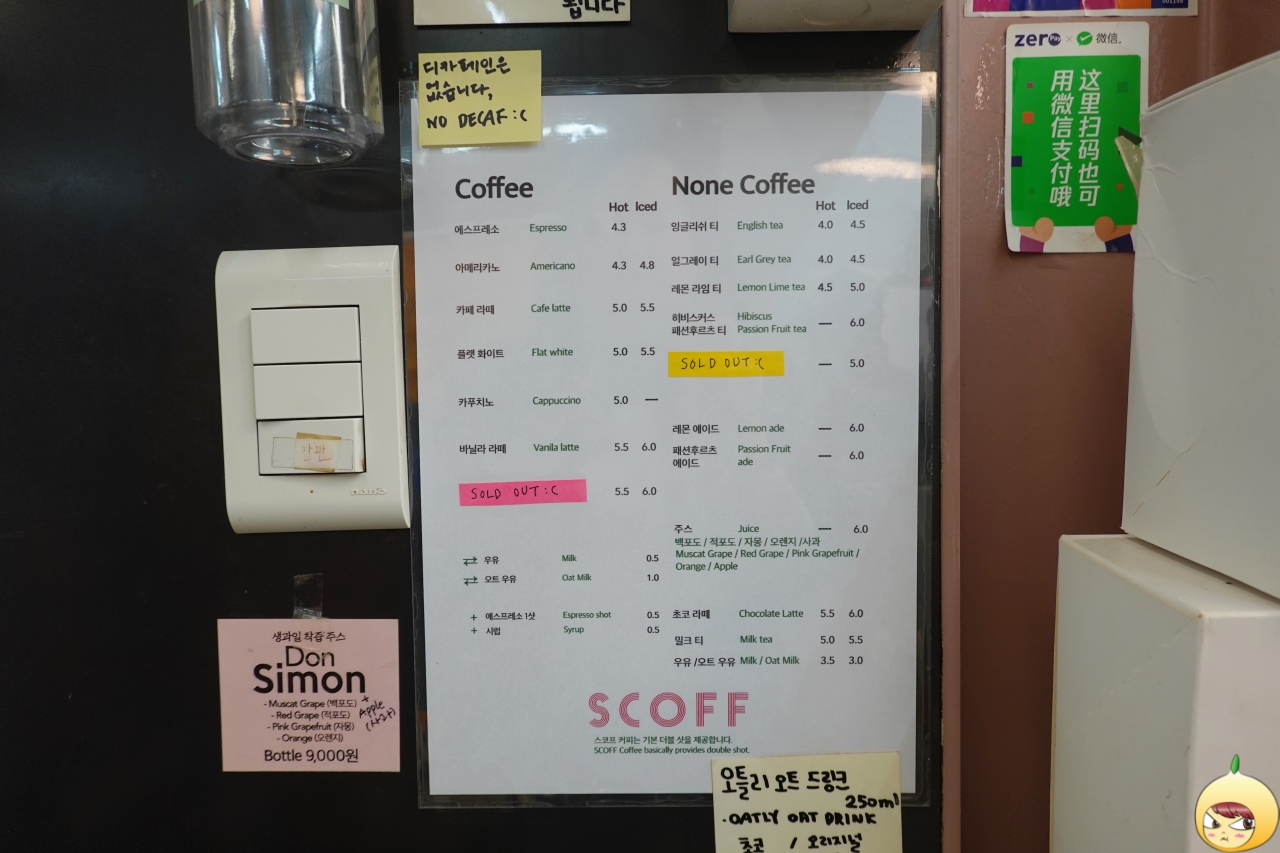 됩니다
디카페인은
없습니다,
NO DECAF :C
Coffee
Hot Iced
에스프레소 Espresso 4.3
아메리카노 Americano 4.3 4.8
카페 라떼 Cafe latte 5.0 5.5
플랫 화이트 Flat white 5.0 5.5
카푸치노 Cappuccino 5.0 —
바닐라 라떼 Vanila latte 5.5 6.0
SOLD OUT :C 5.5 6.0
⇄ 우유 Milk 0.5
⇄ 오트 우유 Oat Milk 1.0
+ 에스프레소 1샷 Espresso shot 0.5
+ 시럽 Syrup 0.5
None Coffee
Hot Iced
잉글리쉬 티 English tea 4.0 4.5
얼그레이 티 Earl Grey tea 4.0 4.5
레몬 라임 티 Lemon Lime tea 4.5 5.0
히비스커스 Hibiscus
패션후르츠 티 Passion Fruit tea — 6.0
SOLD OUT :C — 5.0
레몬 에이드 Lemon ade — 6.0
패션후르츠 Passion Fruit
에이드 ade — 6.0
주스 Juice — 6.0
백포도 / 적포도 / 자몽 / 오렌지 /사과
Muscat Grape / Red Grape / Pink Grapefruit /
Orange / Apple
초코 라떼 Chocolate Latte 5.5 6.0
밀크 티 Milk tea 5.0 5.5
우유 /오트 우유 Milk / Oat Milk 3.5 3.0
SCOFF
스코프 커피는 기본 더블 샷을 제공합니다.
SCOFF Coffee basically provides double shot.
오틀리 오트 드링크
250ml
·OATLY OAT DRINK
초코 / 오리지널
간판
생과일 착즙 주스
Don
Simon
- Muscat Grape (백포도)
- Red Grape (적포도)
- Pink Grapefruit (자몽)
- Orange (오렌지)
+
Apple
(사과)
Bottle 9,000원
zero Pay × 微信
这里扫码也可
用微信支付哦